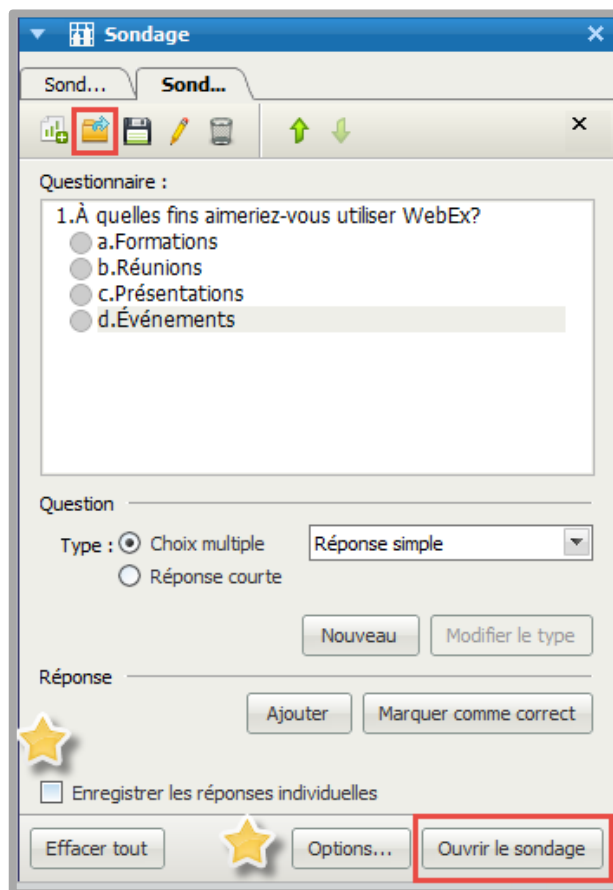 Sondage
Sond...
Sond...
Questionnaire :
1.À quelles fins aimeriez-vous utiliser WebEx?
a.Formations
b.Réunions
c.Présentations
d.Événements
Question
Type : Choix multiple Réponse simple
Réponse courte
Nouveau Modifier le type
Réponse
Ajouter Marquer comme correct
Enregistrer les réponses individuelles
Effacer tout Options... Ouvrir le sondage